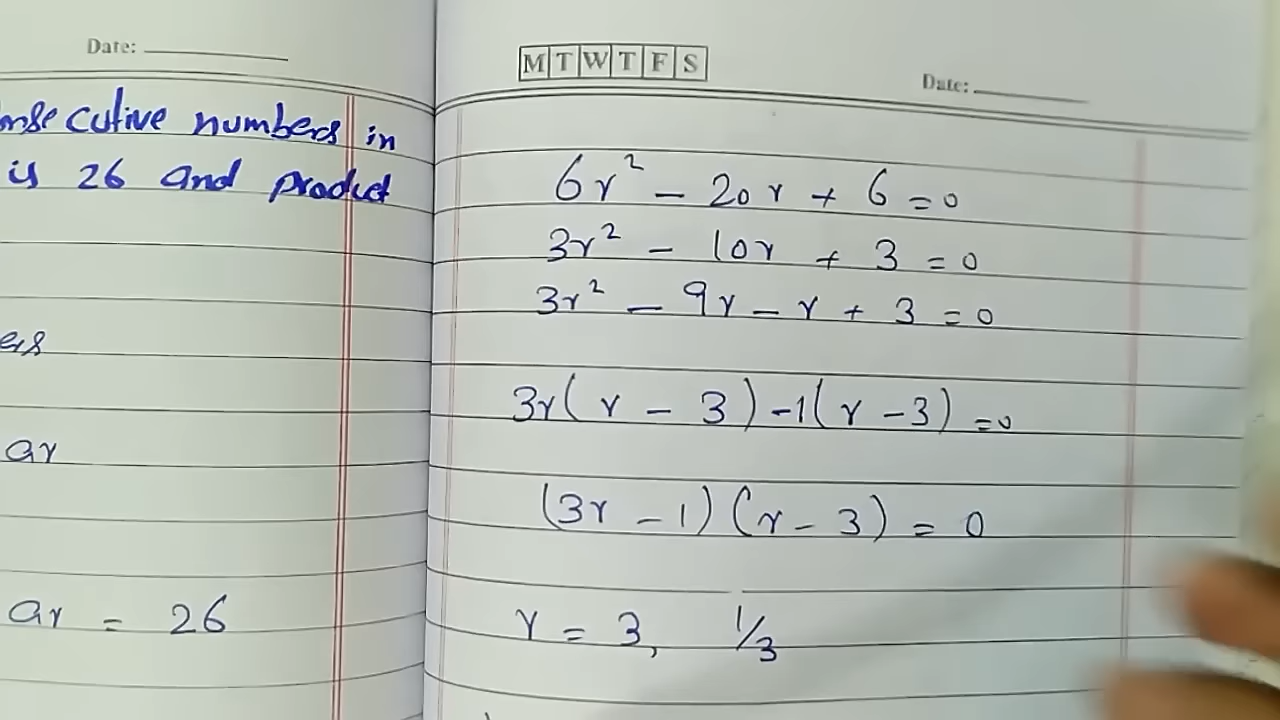 Date:
cutive numbers in
is 26 and product
ar
ar = 26
M T W T F S
Date:
6r² - 20r + 6 = 0
3r² - 10r + 3 = 0
3r² - 9r - r + 3 = 0
3r(r - 3) -1(r - 3) = 0
(3r - 1)(r - 3) = 0
r = 3, 1/3